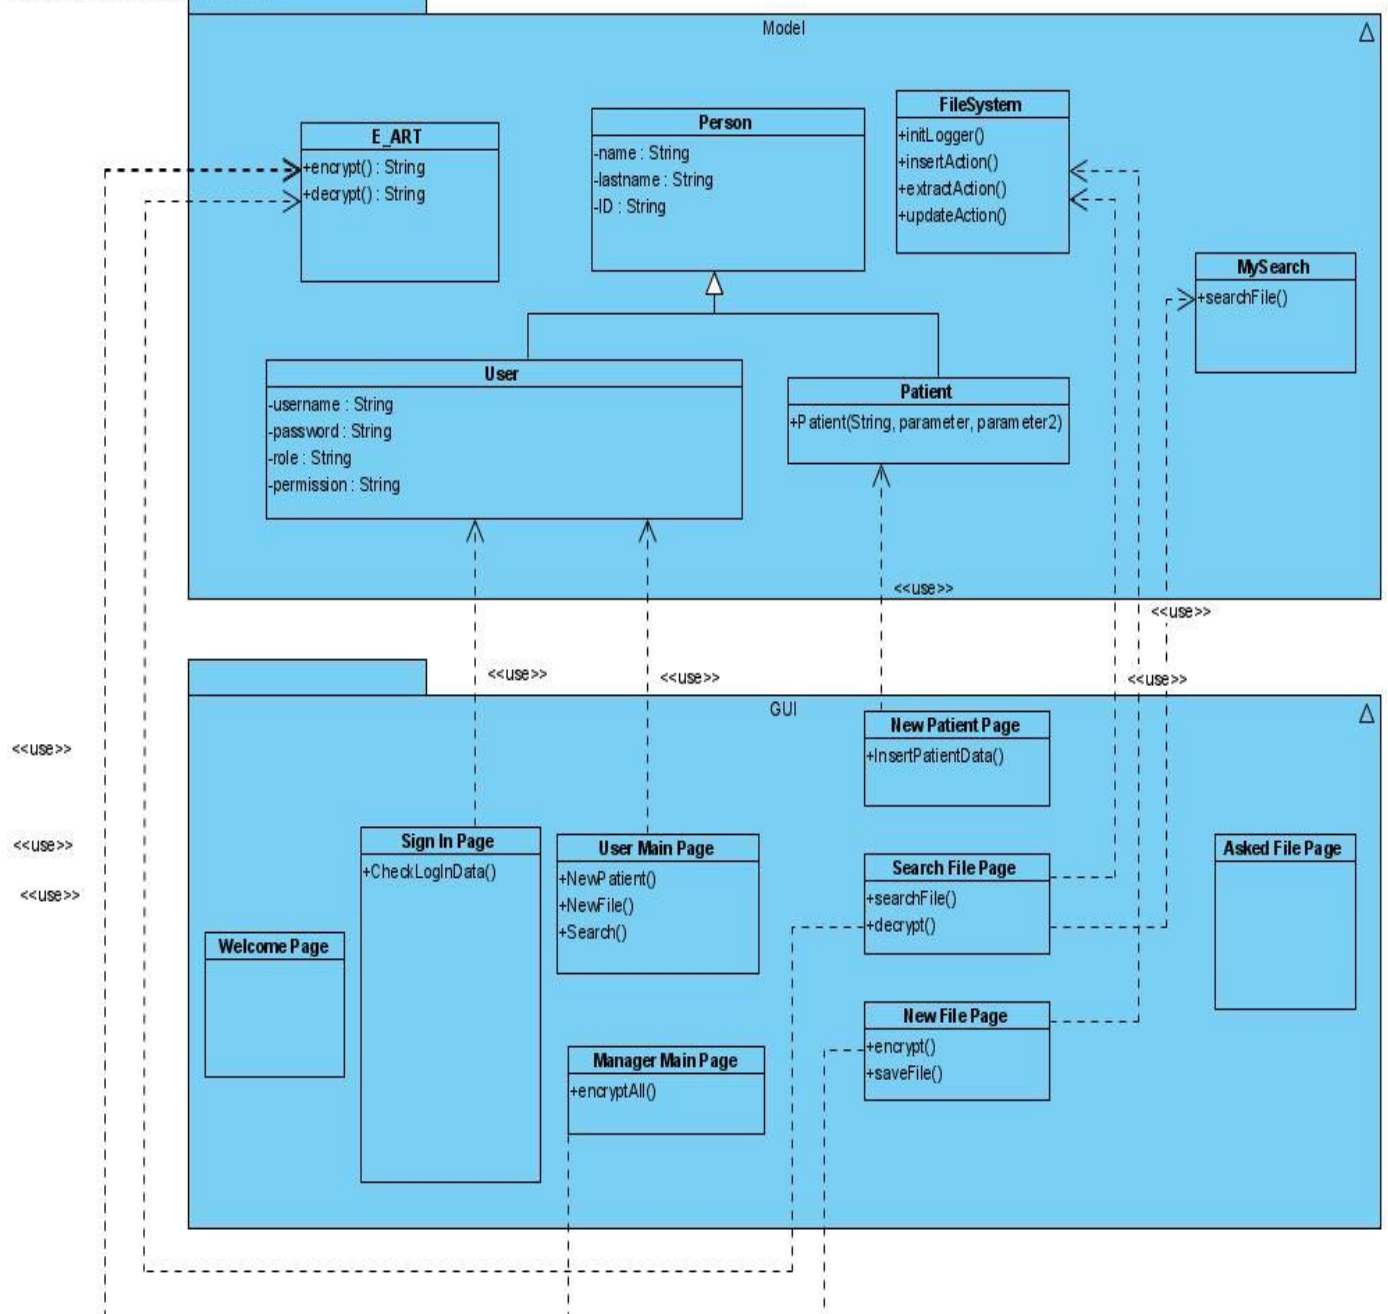 Model
E_ART
+encrypt() : String
+decrypt() : String
Person
-name : String
-lastname : String
-ID : String
FileSystem
+initLogger()
+insertAction()
+extractAction()
+updateAction()
MySearch
+searchFile()
User
-username : String
-password : String
-role : String
-permission : String
Patient
+Patient(String, parameter, parameter2)
<<use>>
<<use>>
<<use>>
<<use>>
<<use>>
GUI
<<use>>
<<use>>
<<use>>
New Patient Page
+InsertPatientData()
Sign In Page
+CheckLogInData()
User Main Page
+NewPatient()
+NewFile()
+Search()
Search File Page
+searchFile()
+decrypt()
Asked File Page
Welcome Page
New File Page
+encrypt()
+saveFile()
Manager Main Page
+encryptAll()